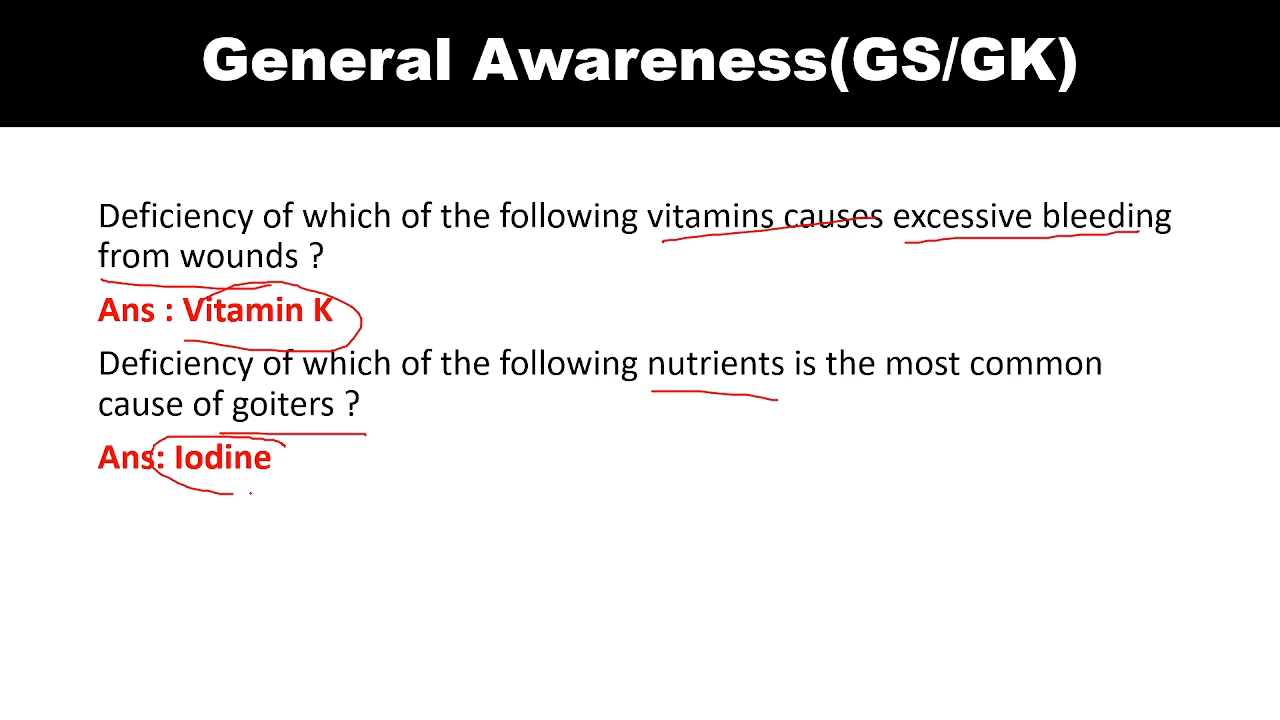 General Awareness(GS/GK)
Deficiency of which of the following vitamins causes excessive bleeding
from wounds ?
Ans : Vitamin K
Deficiency of which of the following nutrients is the most common
cause of goiters ?
Ans: Iodine